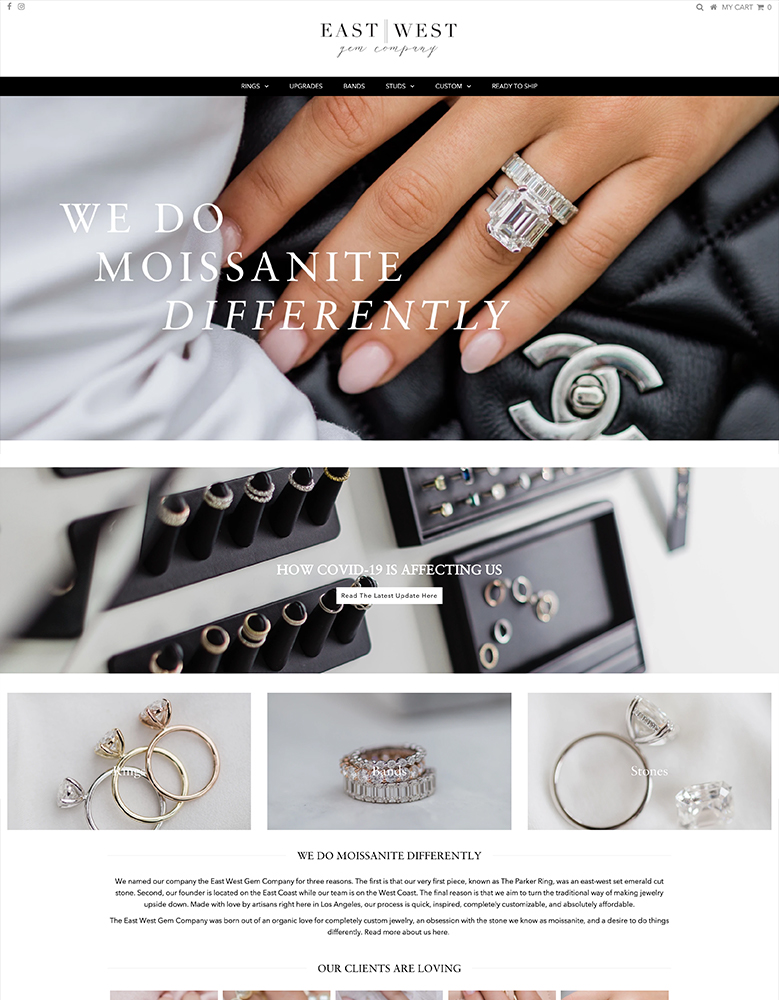 MY CART 0
EAST WEST
gem company
RINGS UPGRADES BANDS STUDS CUSTOM READY TO SHIP
WE DO
MOISSANITE
DIFFERENTLY
HOW COVID-19 IS AFFECTING US
Read The Latest Update Here
Rings
Bands
Stones
WE DO MOISSANITE DIFFERENTLY
We named our company the East West Gem Company for three reasons. The first is that our very first piece, known as The Parker Ring, was an east-west set emerald cut
stone. Second, our founder is located on the East Coast while our team is on the West Coast. The final reason is that we aim to turn the traditional way of making jewelry
upside down. Made with love by artisans right here in Los Angeles, our process is quick, inspired, completely customizable, and absolutely affordable.
The East West Gem Company was born out of an organic love for completely custom jewelry, an obsession with the stone we know as moissanite, and a desire to do things
differently. Read more about us here.
OUR CLIENTS ARE LOVING